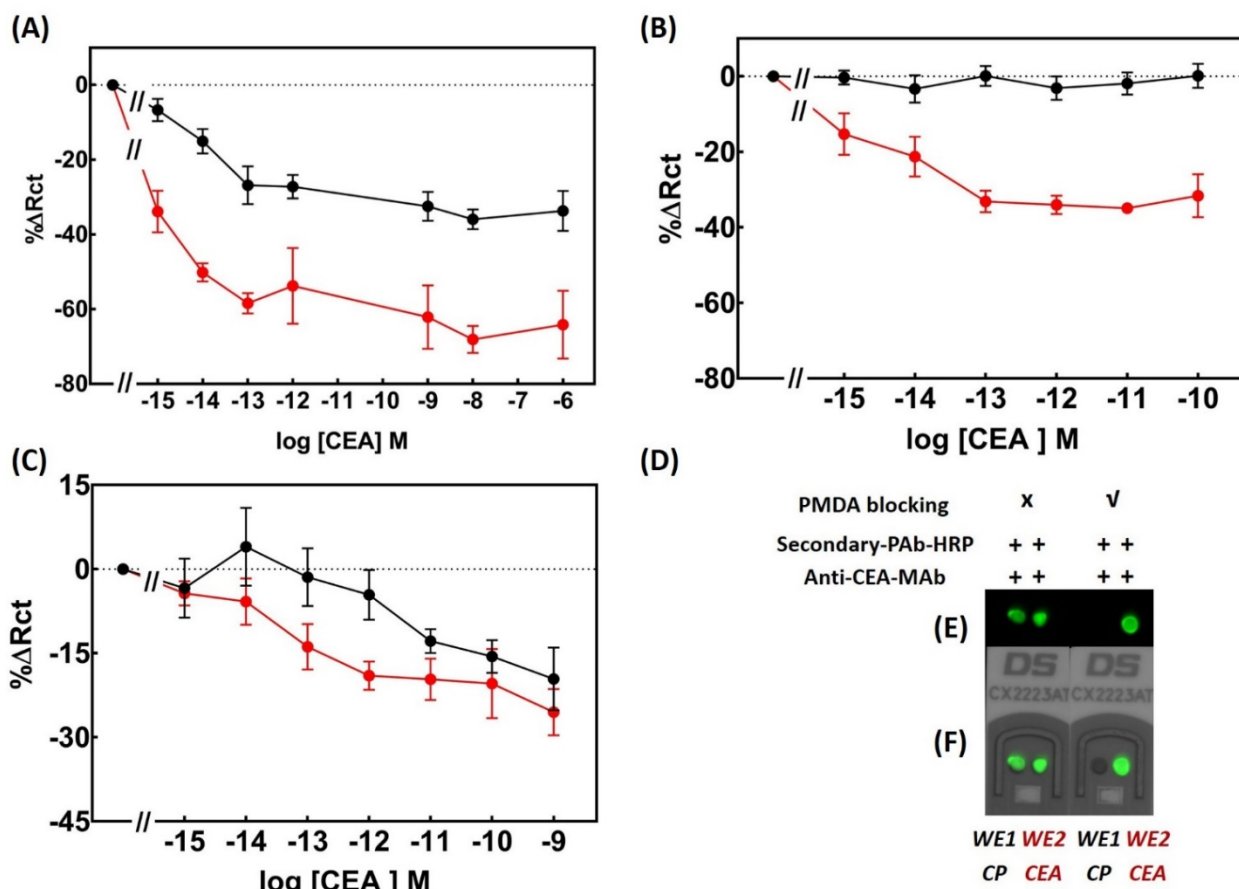 (A)
0
-20
-40
-60
-80
%ΔRct
//
//
//
-15 -14 -13 -12 -11 -10 -9 -8 -7 -6
log [CEA] M
(B)
0
-20
-40
-60
-80
%ΔRct
//
//
//
-15 -14 -13 -12 -11 -10
log [CEA ] M
(C)
15
0
-15
-30
-45
%ΔRct
//
//
-15 -14 -13 -12 -11 -10 -9
log [CEA ] M
(D)
PMDA blocking x √
Secondary-PAb-HRP + + + +
Anti-CEA-MAb + + + +
(E)
DS DS
CX2223AT CX2223AT
(F)
WE1 WE2 WE1 WE2
CP CEA CP CEA